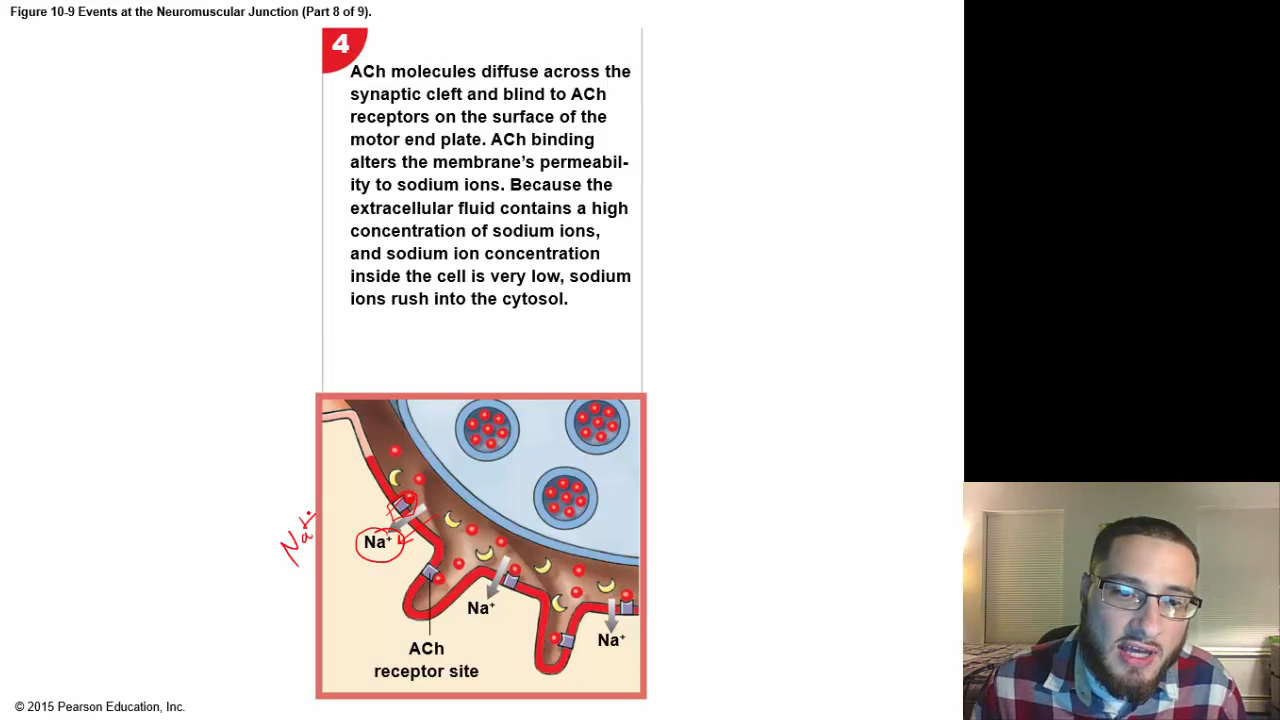 Figure 10-9 Events at the Neuromuscular Junction (Part 8 of 9).
4
ACh molecules diffuse across the
synaptic cleft and blind to ACh
receptors on the surface of the
motor end plate. ACh binding
alters the membrane’s permeabil-
ity to sodium ions. Because the
extracellular fluid contains a high
concentration of sodium ions,
and sodium ion concentration
inside the cell is very low, sodium
ions rush into the cytosol.
Na+
Na⁺
Na⁺
Na⁺
ACh
receptor site
© 2015 Pearson Education, Inc.